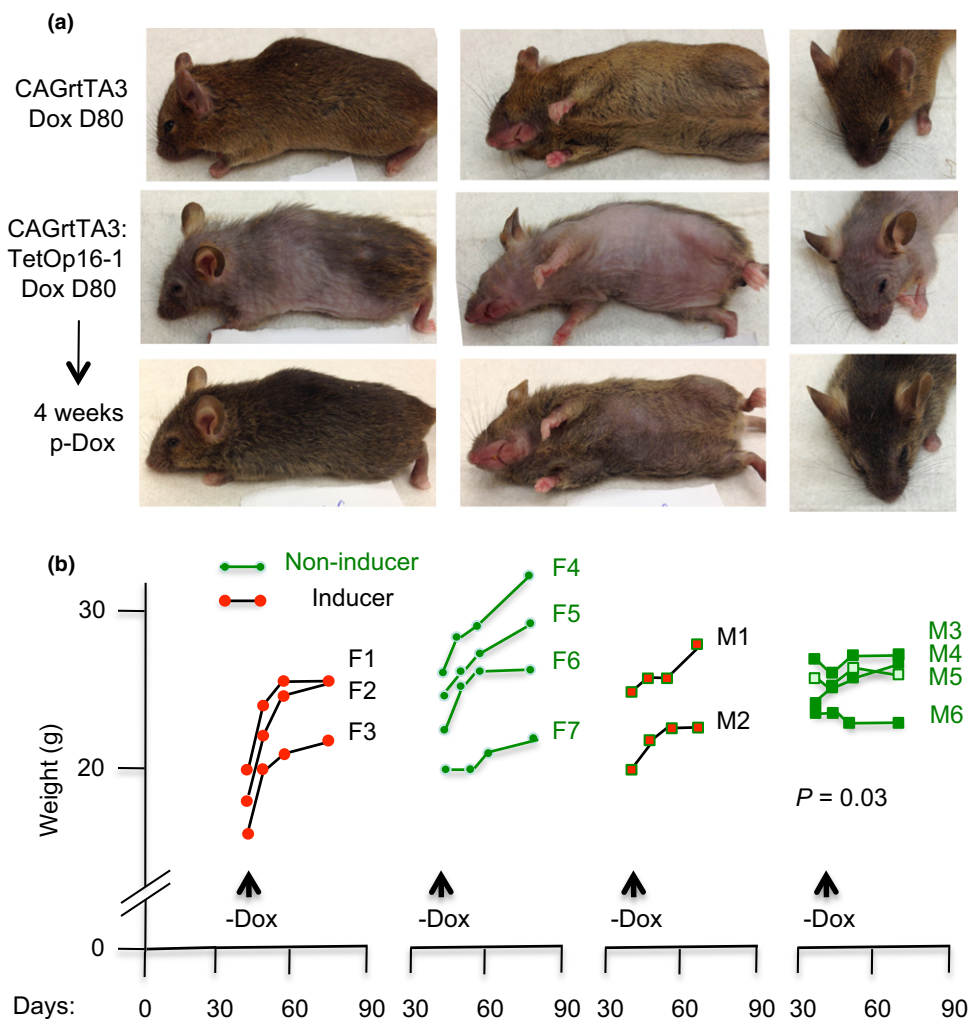 (a)
CAGrtTA3
Dox D80
CAGrtTA3:
TetOp16-1
Dox D80
4 weeks
p-Dox
(b)
Non-inducer
Inducer
Weight (g)
30
20
0
F1
F2
F3
F4
F5
F6
F7
M1
M2
M3
M4
M5
M6
P = 0.03
-Dox
-Dox
-Dox
-Dox
Days: 0 30 60 90 30 60 90 30 60 90 30 60 90